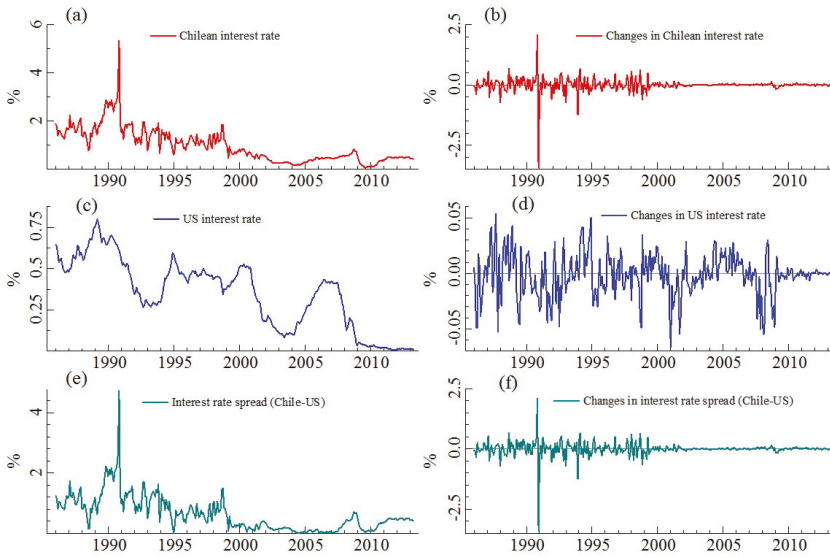 (a)
Chilean interest rate
%
6
4
2
1990 1995 2000 2005 2010
(b)
Changes in Chilean interest rate
%
2.5
0.0
-2.5
1990 1995 2000 2005 2010
(c)
US interest rate
%
0.75
0.5
0.25
1990 1995 2000 2005 2010
(d)
Changes in US interest rate
%
0.05
0.00
-0.05
1990 1995 2000 2005 2010
(e)
Interest rate spread (Chile-US)
%
4
2
1990 1995 2000 2005 2010
(f)
Changes in interest rate spread (Chile-US)
%
2.5
0.0
-2.5
1990 1995 2000 2005 2010